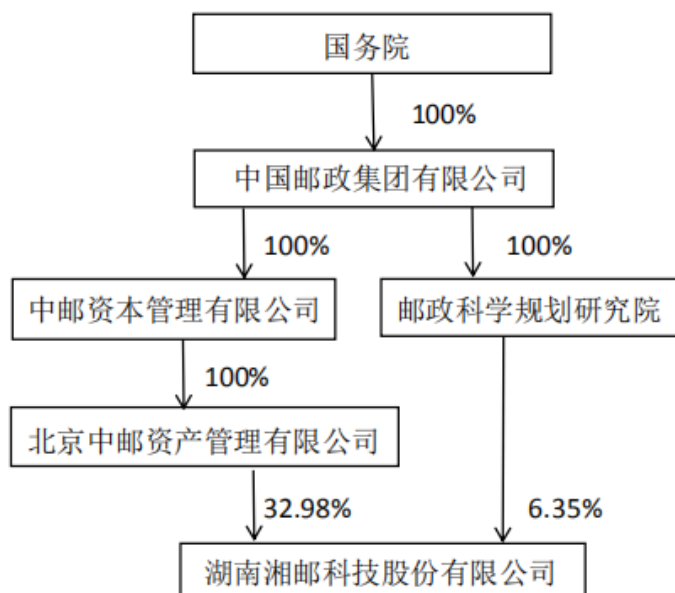 国务院
100%
中国邮政集团有限公司
100%
100%
中邮资本管理有限公司
邮政科学规划研究院
100%
北京中邮资产管理有限公司
32.98%
6.35%
湖南湘邮科技股份有限公司